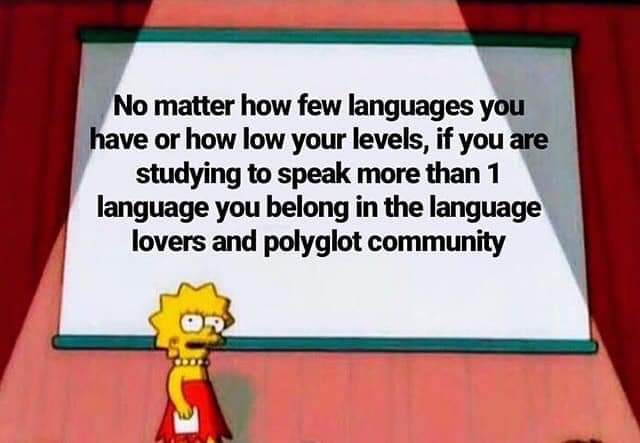 No matter how few languages you
have or how low your levels, if you are
studying to speak more than 1
language you belong in the language
lovers and polyglot community